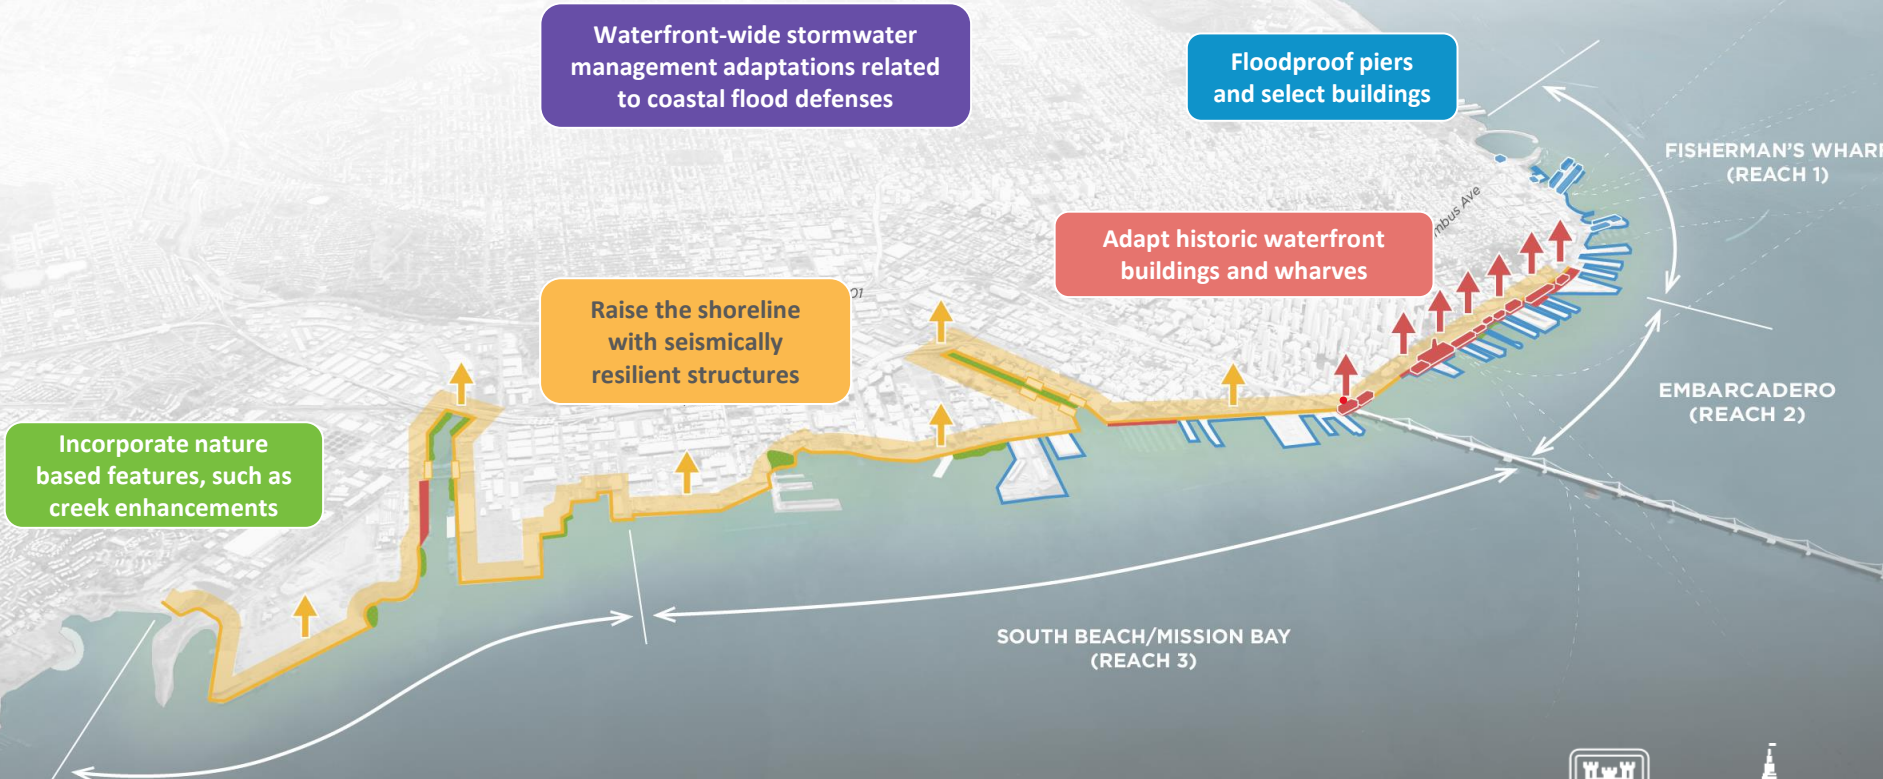 Waterfront-wide stormwater
management adaptations related
to coastal flood defenses
Floodproof piers
and select buildings
FISHERMAN'S WHARF
(REACH 1)
Adapt historic waterfront
buildings and wharves
mbus Ave
Raise the shoreline
with seismically
resilient structures
EMBARCADERO
(REACH 2)
Incorporate nature
based features, such as
creek enhancements
SOUTH BEACH/MISSION BAY
(REACH 3)